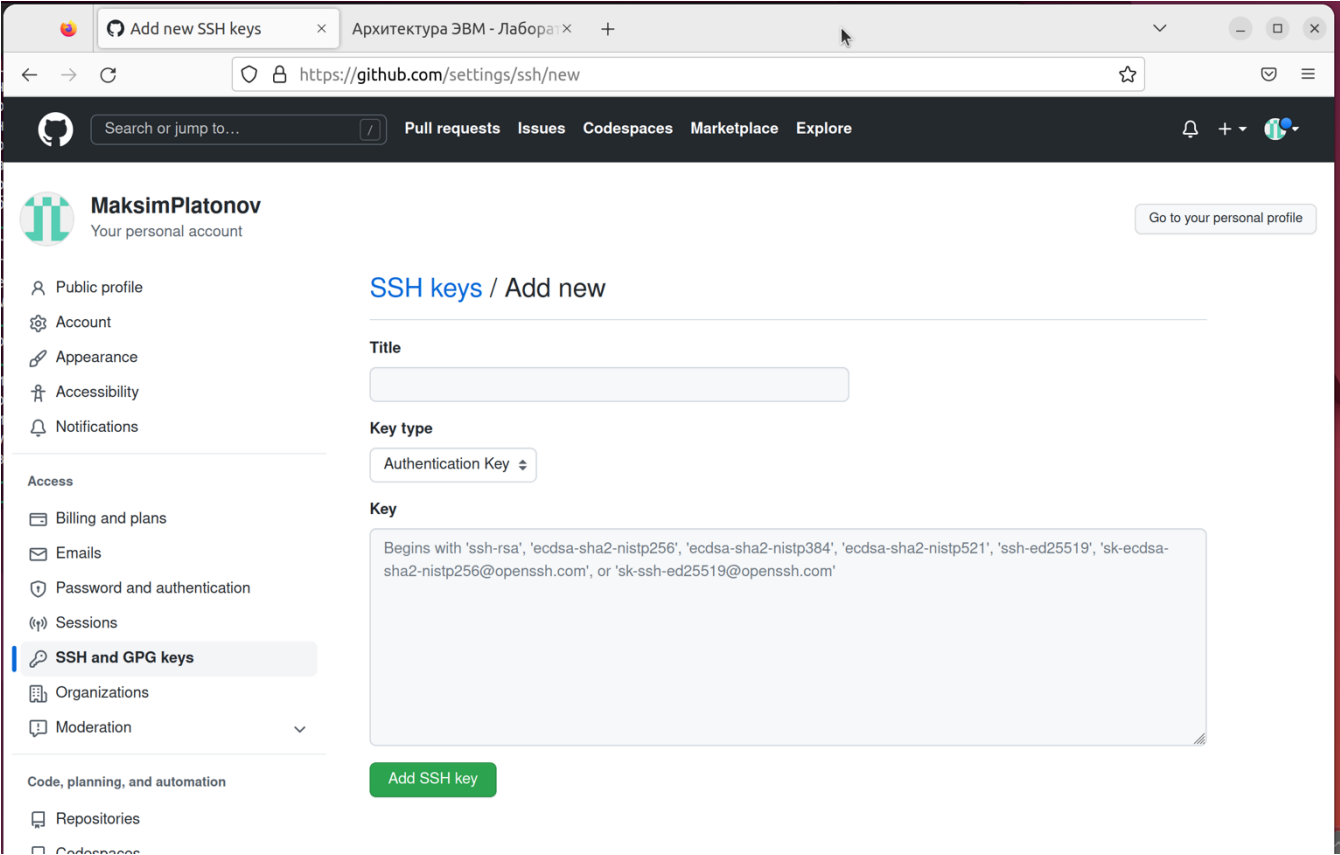 Add new SSH keys
Архитектура ЭВМ - Лаборат
https://github.com/settings/ssh/new
Search or jump to…
/
Pull requests Issues Codespaces Marketplace Explore
MaksimPlatonov
Your personal account
Go to your personal profile
Public profile
Account
Appearance
Accessibility
Notifications
Access
Billing and plans
Emails
Password and authentication
Sessions
SSH and GPG keys
Organizations
Moderation
Code, planning, and automation
Repositories
Codespaces
SSH keys / Add new
Title
Key type
Authentication Key
Key
Begins with 'ssh-rsa', 'ecdsa-sha2-nistp256', 'ecdsa-sha2-nistp384', 'ecdsa-sha2-nistp521', 'ssh-ed25519', 'sk-ecdsa-
sha2-nistp256@openssh.com', or 'sk-ssh-ed25519@openssh.com'
Add SSH key